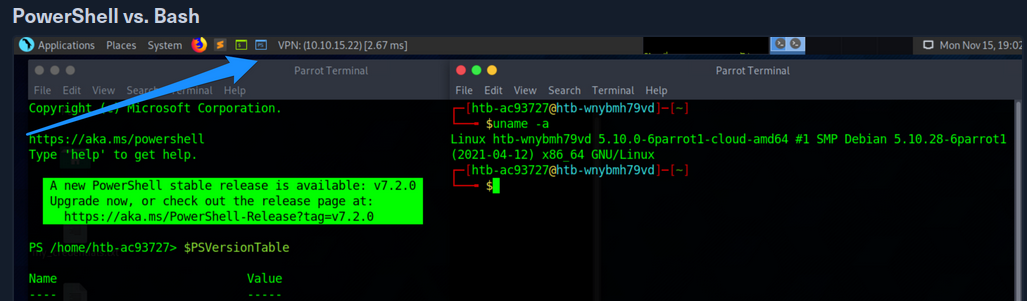 PowerShell vs. Bash
Applications Places System VPN: (10.10.15.22) [2.67 ms] Mon Nov 15, 19:02
Parrot Terminal
File Edit View Search Terminal Help
Copyright (c) Microsoft Corporation.
https://aka.ms/powershell
Type 'help' to get help.
A new PowerShell stable release is available: v7.2.0
Upgrade now, or check out the release page at:
https://aka.ms/PowerShell-Release?tag=v7.2.0
PS /home/htb-ac93727> $PSVersionTable
Name Value
---- -----
Parrot Terminal
File Edit View Search Terminal Help
[htb-ac93727@htb-wnybmh79vd]-[~]
$uname -a
Linux htb-wnybmh79vd 5.10.0-6parrot1-cloud-amd64 #1 SMP Debian 5.10.28-6parrot1
(2021-04-12) x86_64 GNU/Linux
[htb-ac93727@htb-wnybmh79vd]-[~]
$